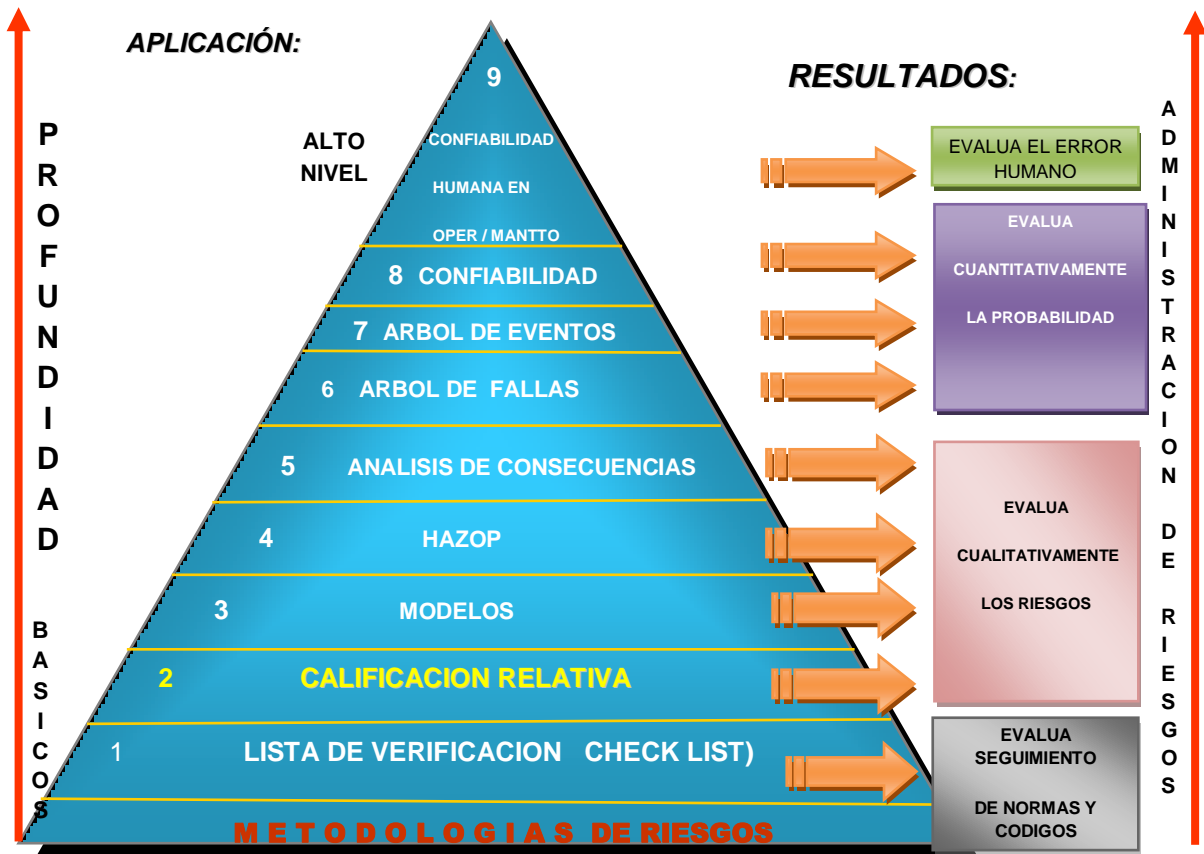 APLICACIÓN:
RESULTADOS:
PROFUNDIDAD
BASICOS
ALTO
NIVEL
9
CONFIABILIDAD
HUMANA EN
OPER / MANTTO
8 CONFIABILIDAD
7 ARBOL DE EVENTOS
6 ARBOL DE FALLAS
5 ANALISIS DE CONSECUENCIAS
4 HAZOP
3 MODELOS
2 CALIFICACION RELATIVA
1 LISTA DE VERIFICACION CHECK LIST)
METODOLOGIAS DE RIESGOS
EVALUA EL ERROR
HUMANO
EVALUA
CUANTITATIVAMENTE
LA PROBABILIDAD
EVALUA
CUALITATIVAMENTE
LOS RIESGOS
EVALUA
SEGUIMIENTO
DE NORMAS Y
CODIGOS
ADMINISTRACION DE RIESGOS